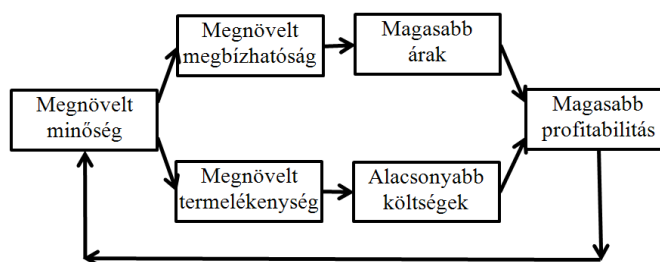 Megnövelt
megbízhatóság
Magasabb
árak
Megnövelt
minőség
Magasabb
profitabilitás
Megnövelt
termelékenység
Alacsonyabb
költségek